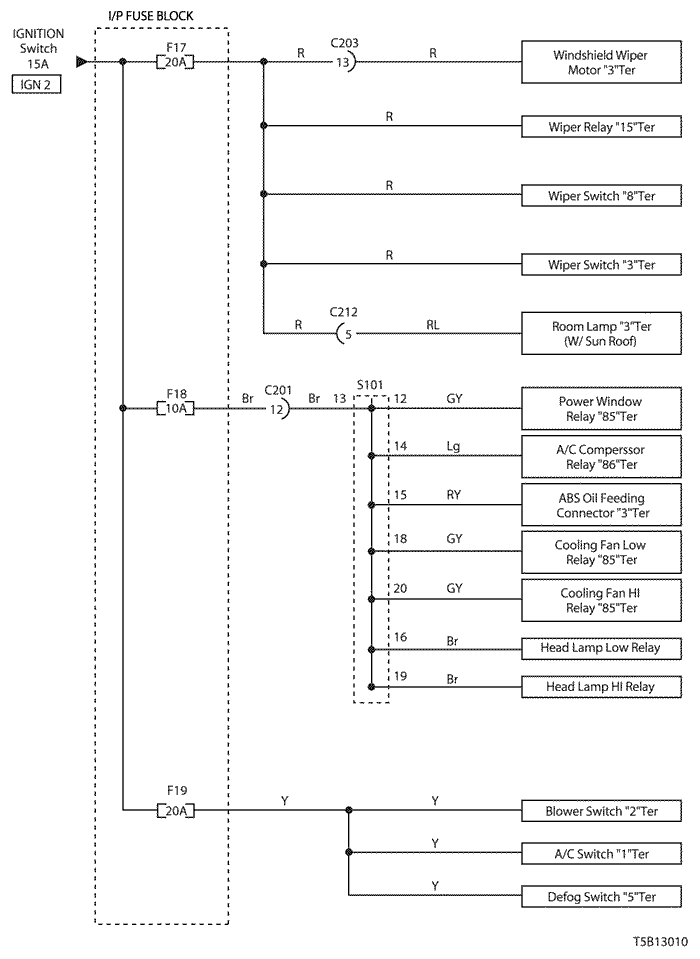 I/P FUSE BLOCK
IGNITION
Switch
15A
IGN 2
F17
20A
R
C203
13
R
Windshield Wiper
Motor "3"Ter
R
Wiper Relay "15"Ter
R
Wiper Switch "8"Ter
R
Wiper Switch "3"Ter
R
C212
5
RL
Room Lamp "3"Ter
(W/ Sun Roof)
F18
10A
Br
C201
12
Br
13
S101
12
GY
Power Window
Relay "85"Ter
14
Lg
A/C Comperssor
Relay "86"Ter
15
RY
ABS Oil Feeding
Connector "3"Ter
18
GY
Cooling Fan Low
Relay "85"Ter
20
GY
Cooling Fan HI
Relay "85"Ter
16
Br
Head Lamp Low Relay
19
Br
Head Lamp HI Relay
F19
20A
Y
Y
Blower Switch "2"Ter
Y
A/C Switch "1"Ter
Y
Defog Switch "5"Ter
T5B13010